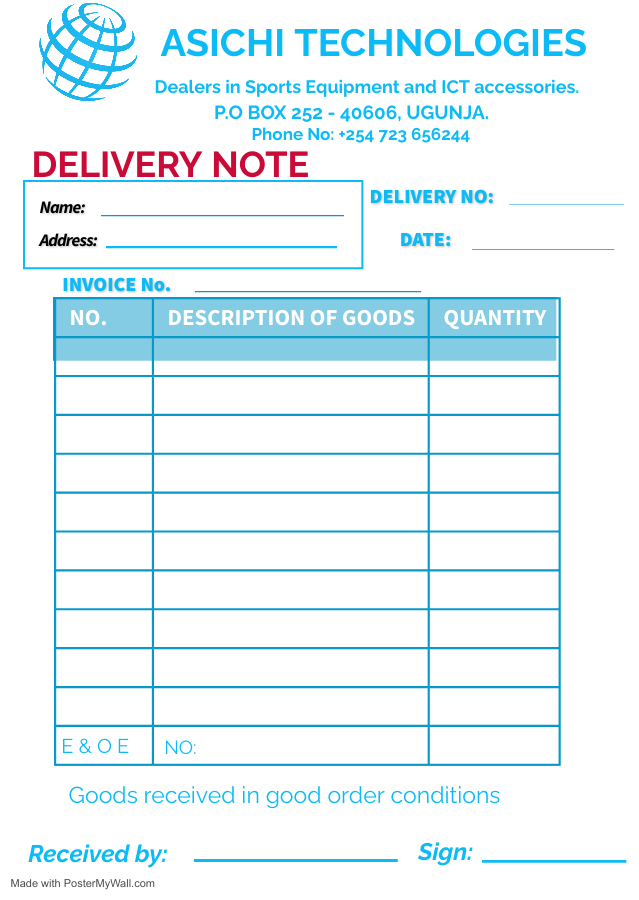 ASICHI TECHNOLOGIES
Dealers in Sports Equipment and ICT accessories.
P.O BOX 252 - 40606, UGUNJA.
Phone No: +254 723 656244
DELIVERY NOTE
Name:
DELIVERY NO:
Address:
DATE:
INVOICE No.
NO. DESCRIPTION OF GOODS QUANTITY
E & O E NO:
Goods received in good order conditions
Received by: Sign:
Made with PosterMyWall.com